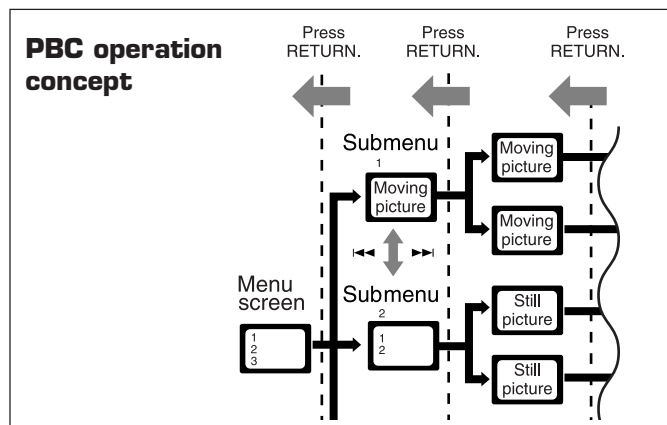 PBC operation
concept
Press
RETURN.
Press
RETURN.
Press
RETURN.
Submenu
1
Moving
picture
Moving
picture
Moving
picture
Menu
screen
1
2
3
Submenu
2
1
2
Still
picture
Still
picture